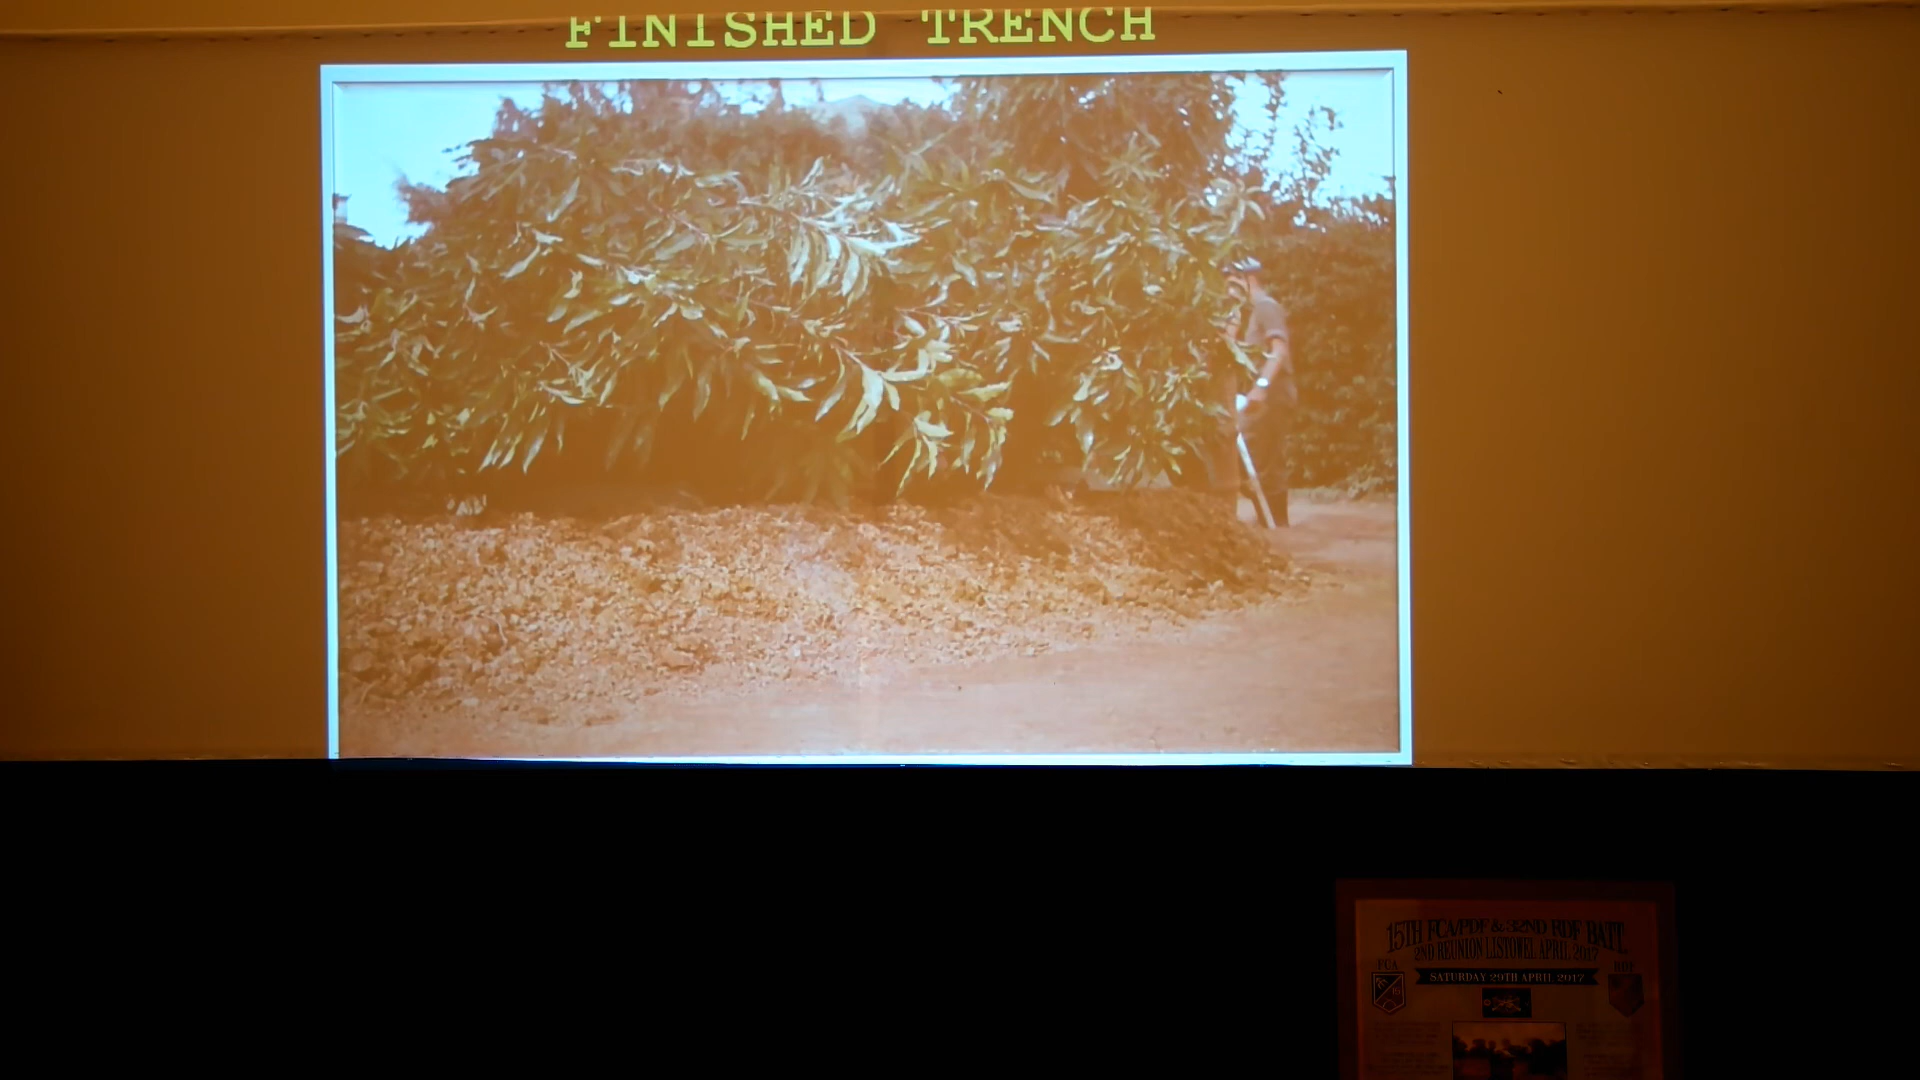 FINISHED TRENCH
15TH FCA/PDF & 32ND RDF BATT.
2ND REUNION LISTOWEL APRIL 2017
FCA
RDF
SATURDAY 29TH APRIL 2017
15